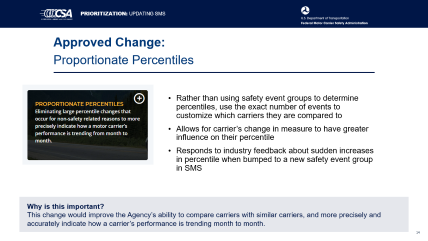 CSA
PRIORITIZATION: UPDATING SMS
U.S. Department of Transportation
Federal Motor Carrier Safety Administration
Approved Change:
Proportionate Percentiles
PROPORTIONATE PERCENTILES
Eliminating large percentile changes that
occur for non-safety related reasons to more
precisely indicate how a motor carrier's
performance is trending from month to
month.
• Rather than using safety event groups to determine
percentiles, use the exact number of events to
customize which carriers they are compared to
• Allows for carrier's change in measure to have greater
influence on their percentile
• Responds to industry feedback about sudden increases
in percentile when bumped to a new safety event group
in SMS
Why is this important?
This change would improve the Agency's ability to compare carriers with similar carriers, and more precisely and
accurately indicate how a carrier's performance is trending month to month.